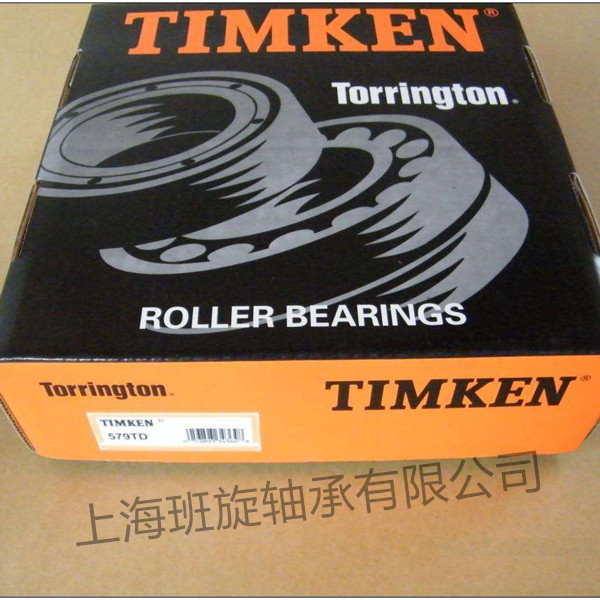 TIMKEN®
Torrington®
ROLLER BEARINGS
Torrington®
TIMKEN®
TIMKEN®
579TD
上海班旋轴承有限公司